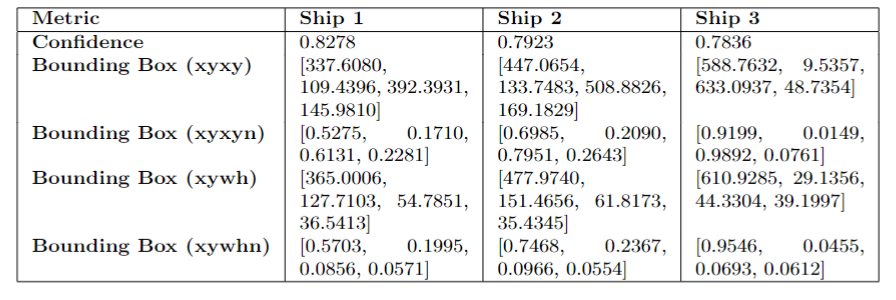 Metric Ship 1 Ship 2 Ship 3
Confidence 0.8278 0.7923 0.7836
Bounding Box (xyxy) [337.6080, [447.0654, [588.7632, 9.5357,
109.4396, 392.3931, 133.7483, 508.8826, 633.0937, 48.7354]
145.9810] 169.1829]
Bounding Box (xyxyn) [0.5275, 0.1710, [0.6985, 0.2090, [0.9199, 0.0149,
0.6131, 0.2281] 0.7951, 0.2643] 0.9892, 0.0761]
Bounding Box (xywh) [365.0006, [477.9740, [610.9285, 29.1356,
127.7103, 54.7851, 151.4656, 61.8173, 44.3304, 39.1997]
36.5413] 35.4345]
Bounding Box (xywhn) [0.5703, 0.1995, [0.7468, 0.2367, [0.9546, 0.0455,
0.0856, 0.0571] 0.0966, 0.0554] 0.0693, 0.0612]